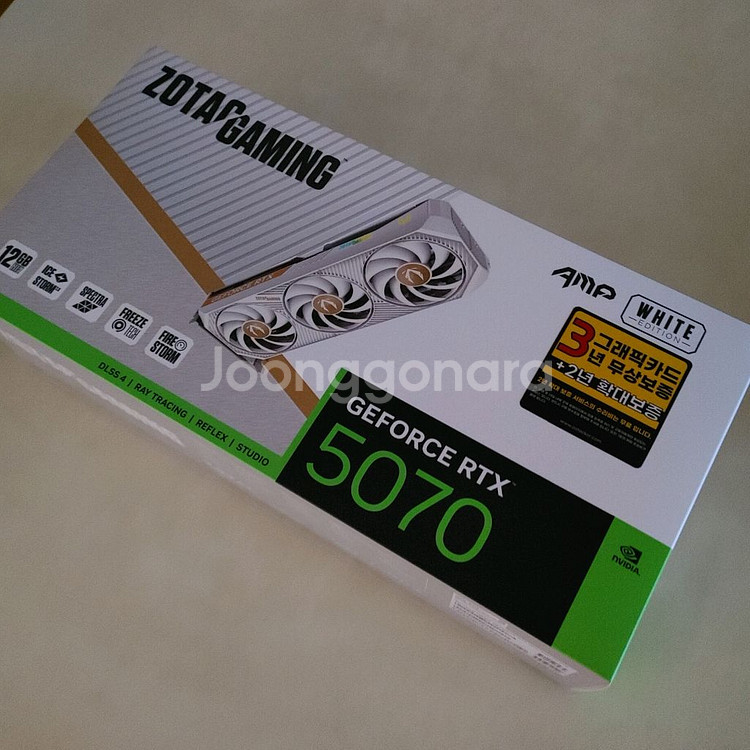 ZOTAC GAMING
12GB
ICE STORM
SPECTRA
FREEZE TECH
FIRE STORM
DLSS 4 | RAY TRACING | REFLEX | STUDIO
AMP
WHITE
EDITION
3
그래픽카드
년 무상보증
+2년 확대보증
Joonggonara
GEFORCE RTX
5070
NVIDIA